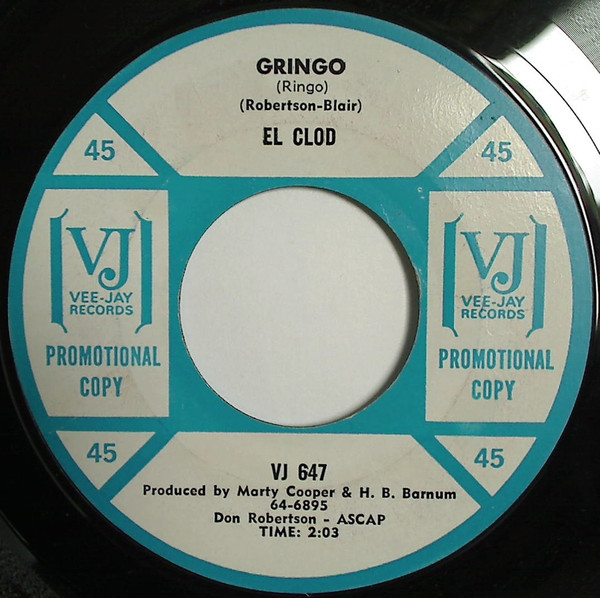 GRINGO
(Ringo)
(Robertson-Blair)
EL CLOD
45
45
VJ
VEE-JAY
RECORDS
PROMOTIONAL
COPY
VJ
VEE-JAY
RECORDS
PROMOTIONAL
COPY
45
45
VJ 647
Produced by Marty Cooper & H. B. Barnum
64-6895
Don Robertson - ASCAP
TIME: 2:03